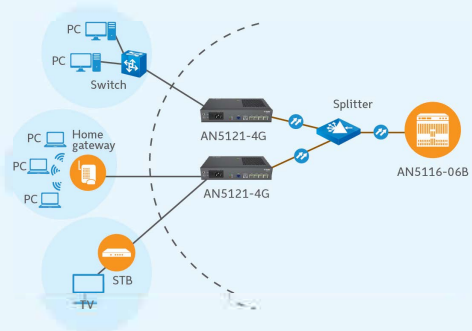 PC
PC
Switch
AN5121-4G
Splitter
AN5116-06B
PC
Home
gateway
PC
PC
AN5121-4G
STB
TV